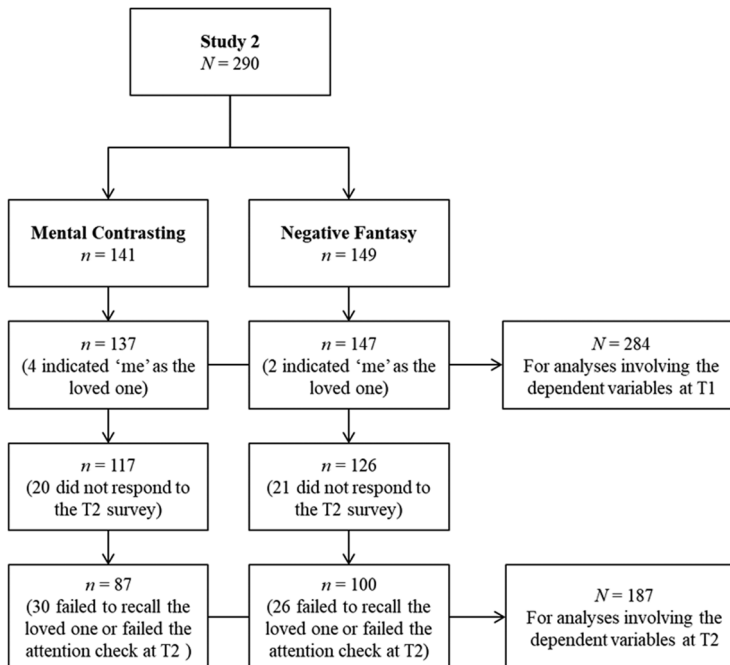 Study 2
N = 290
Mental Contrasting
n = 141
Negative Fantasy
n = 149
n = 137
(4 indicated ‘me’ as the
loved one)
n = 147
(2 indicated ‘me’ as the
loved one)
N = 284
For analyses involving the
dependent variables at T1
n = 117
(20 did not respond to
the T2 survey)
n = 126
(21 did not respond to
the T2 survey)
n = 87
(30 failed to recall the
loved one or failed the
attention check at T2 )
n = 100
(26 failed to recall the
loved one or failed the
attention check at T2)
N = 187
For analyses involving the
dependent variables at T2